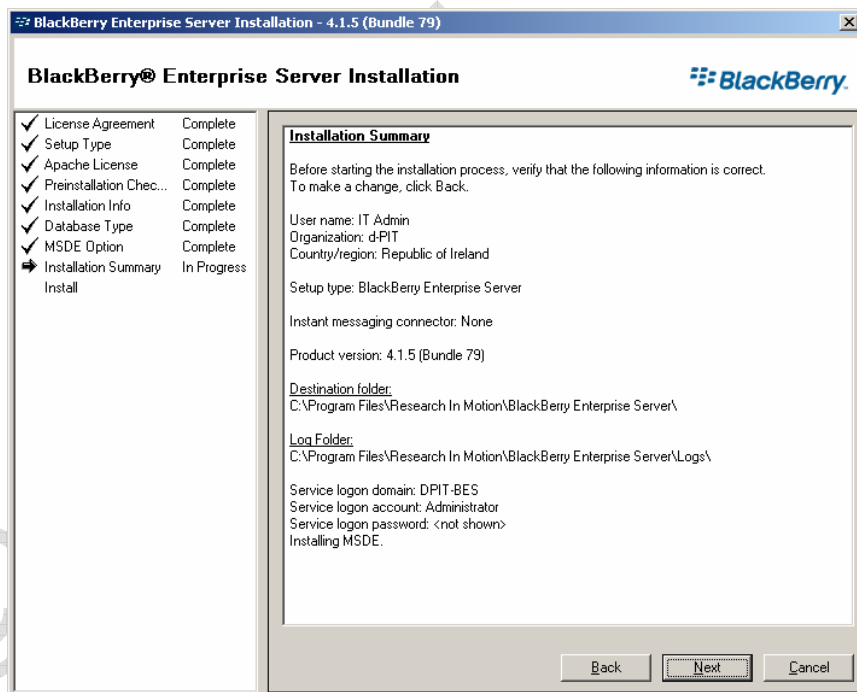 BlackBerry Enterprise Server Installation - 4.1.5 (Bundle 79)
BlackBerry® Enterprise Server Installation
BlackBerry.
License Agreement Complete
Setup Type Complete
Apache License Complete
Preinstallation Chec... Complete
Installation Info Complete
Database Type Complete
MSDE Option Complete
Installation Summary In Progress
Install
Installation Summary
Before starting the installation process, verify that the following information is correct.
To make a change, click Back.
User name: IT Admin
Organization: d-PIT
Country/region: Republic of Ireland
Setup type: BlackBerry Enterprise Server
Instant messaging connector: None
Product version: 4.1.5 (Bundle 79)
Destination folder:
C:\Program Files\Research In Motion\BlackBerry Enterprise Server\
Log Folder:
C:\Program Files\Research In Motion\BlackBerry Enterprise Server\Logs\
Service logon domain: DPIT-BES
Service logon account: Administrator
Service logon password: <not shown>
Installing MSDE.
Back Next Cancel